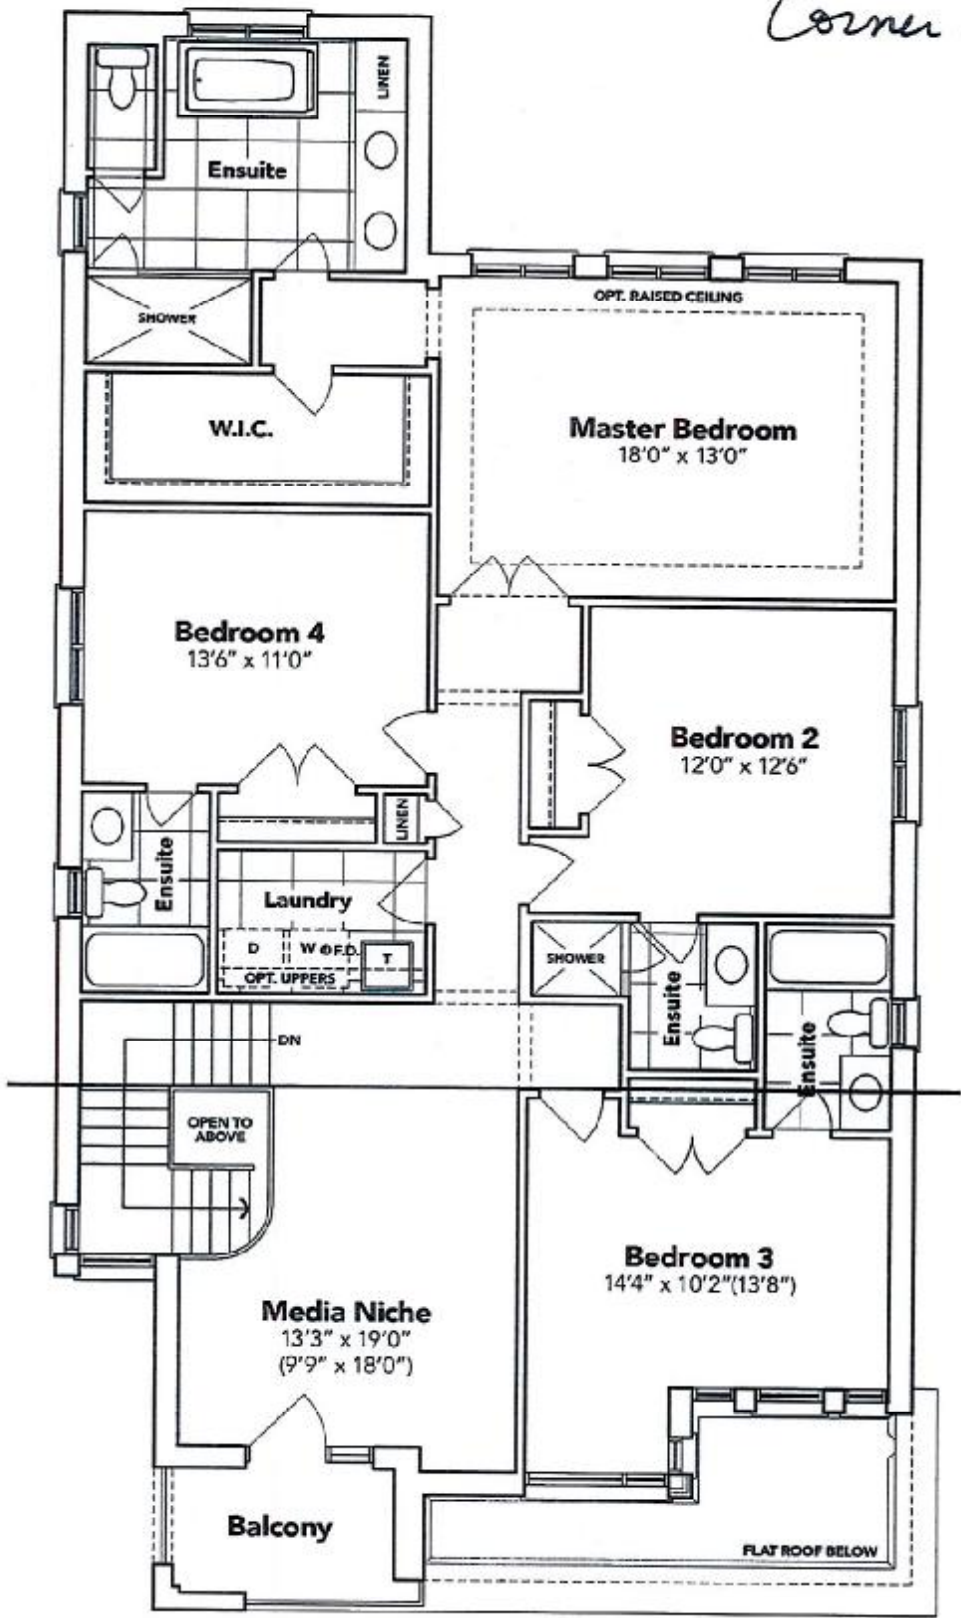 Corner
LINEN
Ensuite
SHOWER
OPT. RAISED CEILING
W.I.C.
Master Bedroom
18'0" x 13'0"
Bedroom 4
13'6" x 11'0"
Bedroom 2
12'0" x 12'6"
LINEN
Ensuite
Laundry
D W F.D. T
OPT. UPPERS
SHOWER
Ensuite
Ensuite
DN
OPEN TO
ABOVE
Bedroom 3
14'4" x 10'2"(13'8")
Media Niche
13'3" x 19'0"
(9'9" x 18'0")
Balcony
FLAT ROOF BELOW